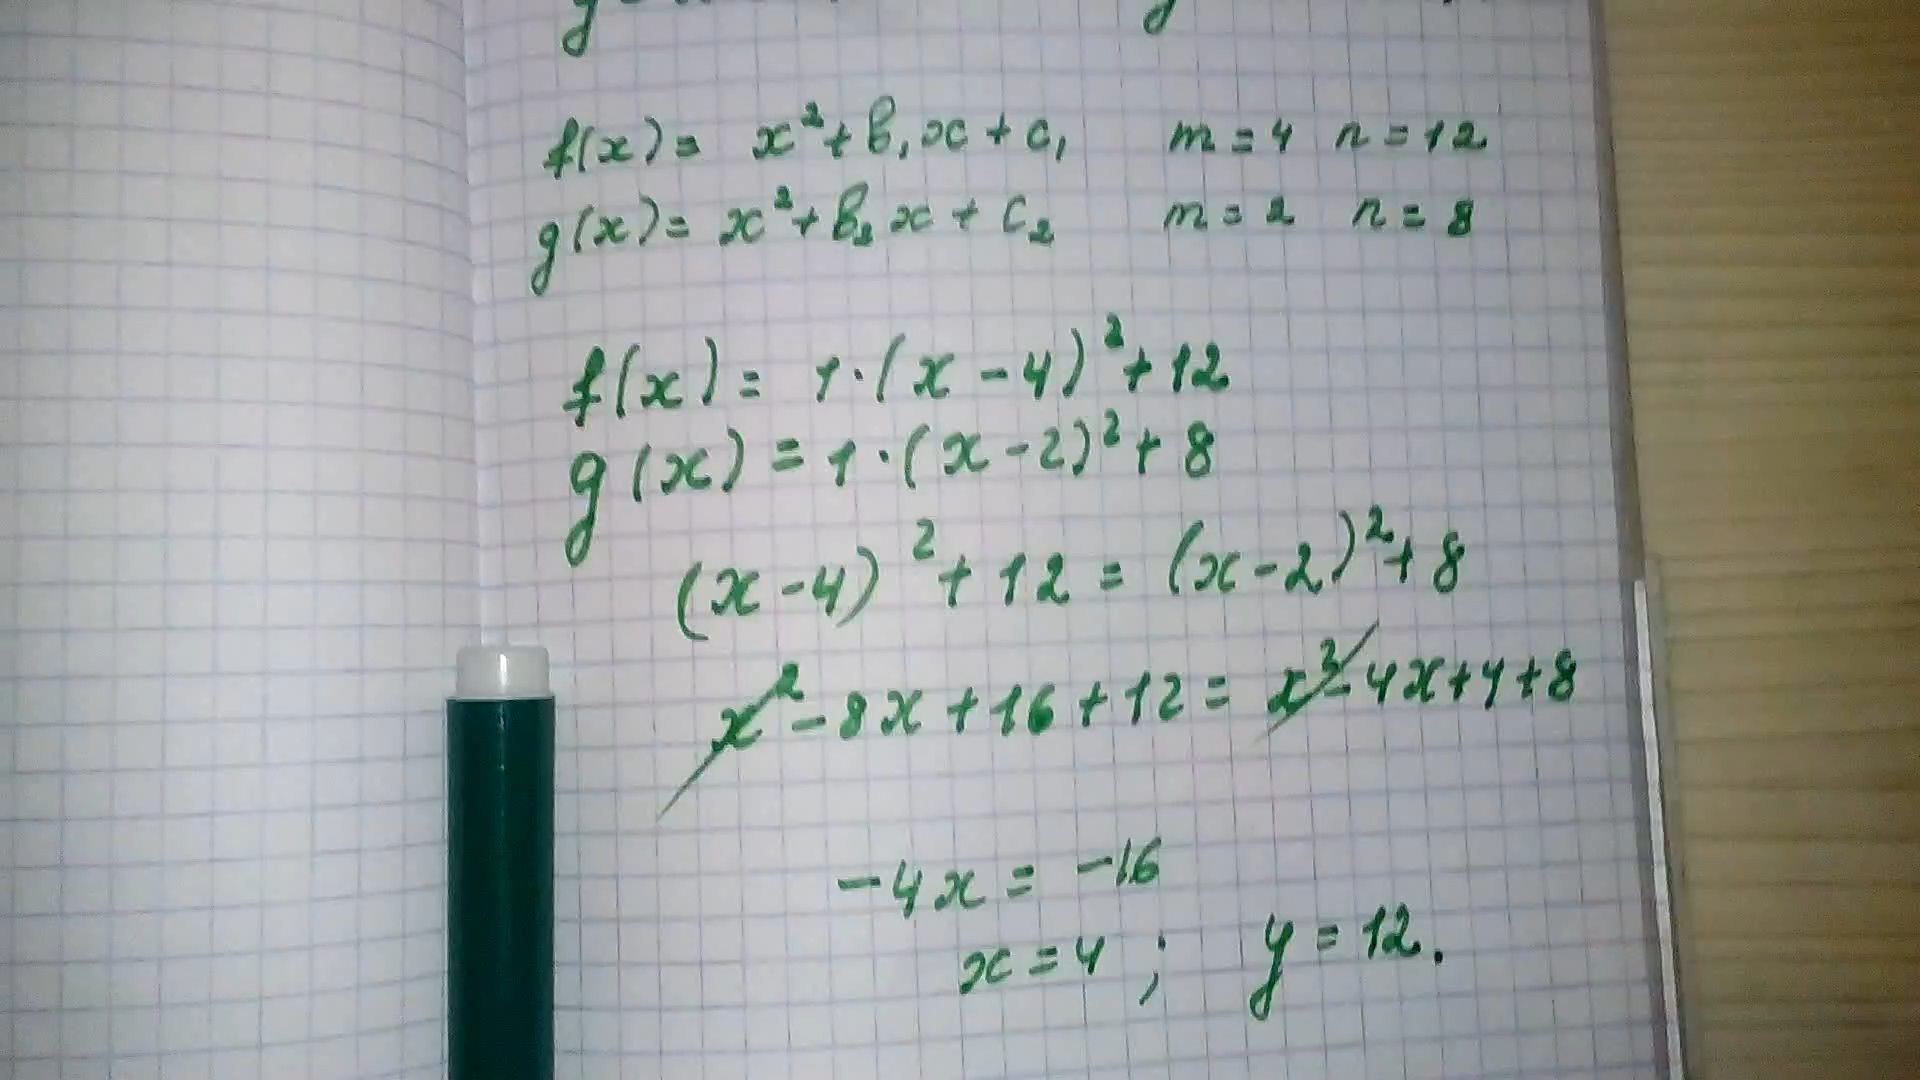 f(x) = x² + b₁x + c₁ m = 4 n = 12
g(x) = x² + b₂x + c₂ m = 2 n = 8
f(x) = 1·(x - 4)² + 12
g(x) = 1·(x - 2)² + 8
(x - 4)² + 12 = (x - 2)² + 8
x² - 8x + 16 + 12 = x² - 4x + 4 + 8
-4x = -16
x = 4 ; y = 12.